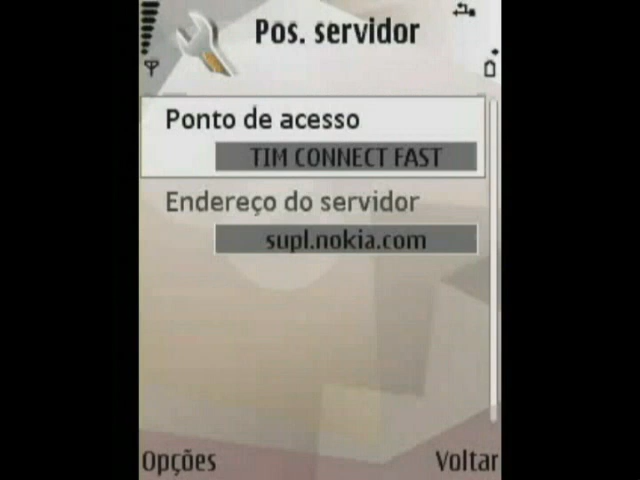 Pos. servidor
Ponto de acesso
TIM CONNECT FAST
Endereço do servidor
supl.nokia.com
Opções
Voltar